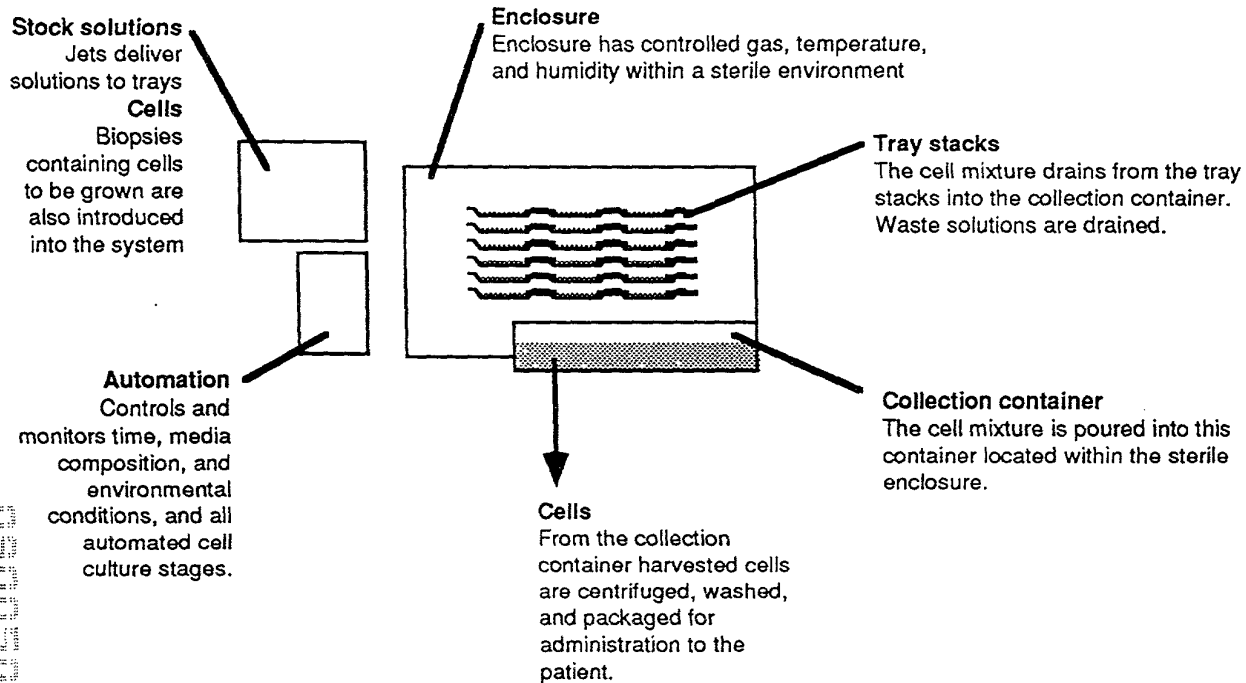 Stock solutions
Jets deliver
solutions to trays
Cells
Biopsies
containing cells
to be grown are
also introduced
into the system
Enclosure
Enclosure has controlled gas, temperature,
and humidity within a sterile environment
Tray stacks
The cell mixture drains from the tray
stacks into the collection container.
Waste solutions are drained.
Automation
Controls and
monitors time, media
composition, and
environmental
conditions, and all
automated cell
culture stages.
Collection container
The cell mixture is poured into this
container located within the sterile
enclosure.
Cells
From the collection
container harvested cells
are centrifuged, washed,
and packaged for
administration to the
patient.